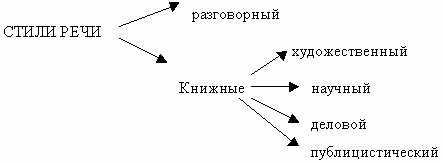 разговорный
СТИЛИ РЕЧИ
художественный
Книжные
научный
деловой
публицистический